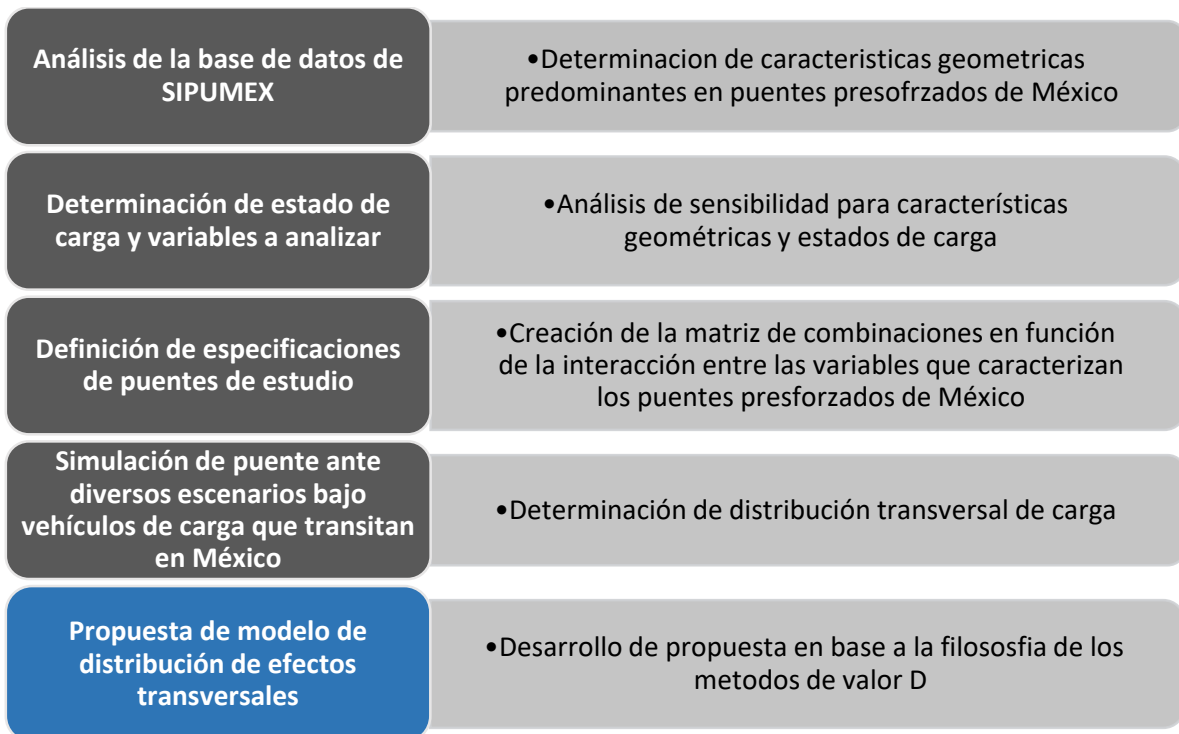 Análisis de la base de datos de
SIPUMEX
•Determinacion de caracteristicas geometricas
predominantes en puentes presofrzados de México
Determinación de estado de
carga y variables a analizar
•Análisis de sensibilidad para características
geométricas y estados de carga
Definición de especificaciones
de puentes de estudio
•Creación de la matriz de combinaciones en función
de la interacción entre las variables que caracterizan
los puentes presforzados de México
Simulación de puente ante
diversos escenarios bajo
vehículos de carga que transitan
en México
•Determinación de distribución transversal de carga
Propuesta de modelo de
distribución de efectos
transversales
•Desarrollo de propuesta en base a la filososfia de los
metodos de valor D